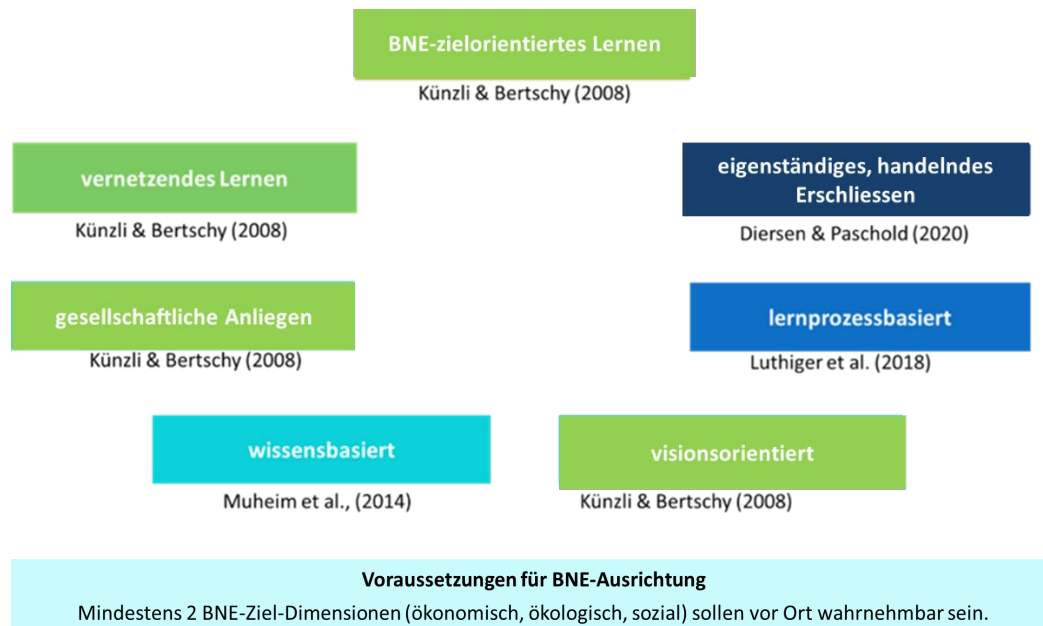 BNE-zielorientiertes Lernen
Künzli & Bertschy (2008)
vernetzendes Lernen
Künzli & Bertschy (2008)
eigenständiges, handelndes
Erschliessen
Diersen & Paschold (2020)
gesellschaftliche Anliegen
Künzli & Bertschy (2008)
lernprozessbasiert
Luthiger et al. (2018)
wissensbasiert
Muheim et al., (2014)
visionsorientiert
Künzli & Bertschy (2008)
Voraussetzungen für BNE-Ausrichtung
Mindestens 2 BNE-Ziel-Dimensionen (ökonomisch, ökologisch, sozial) sollen vor Ort wahrnehmbar sein.